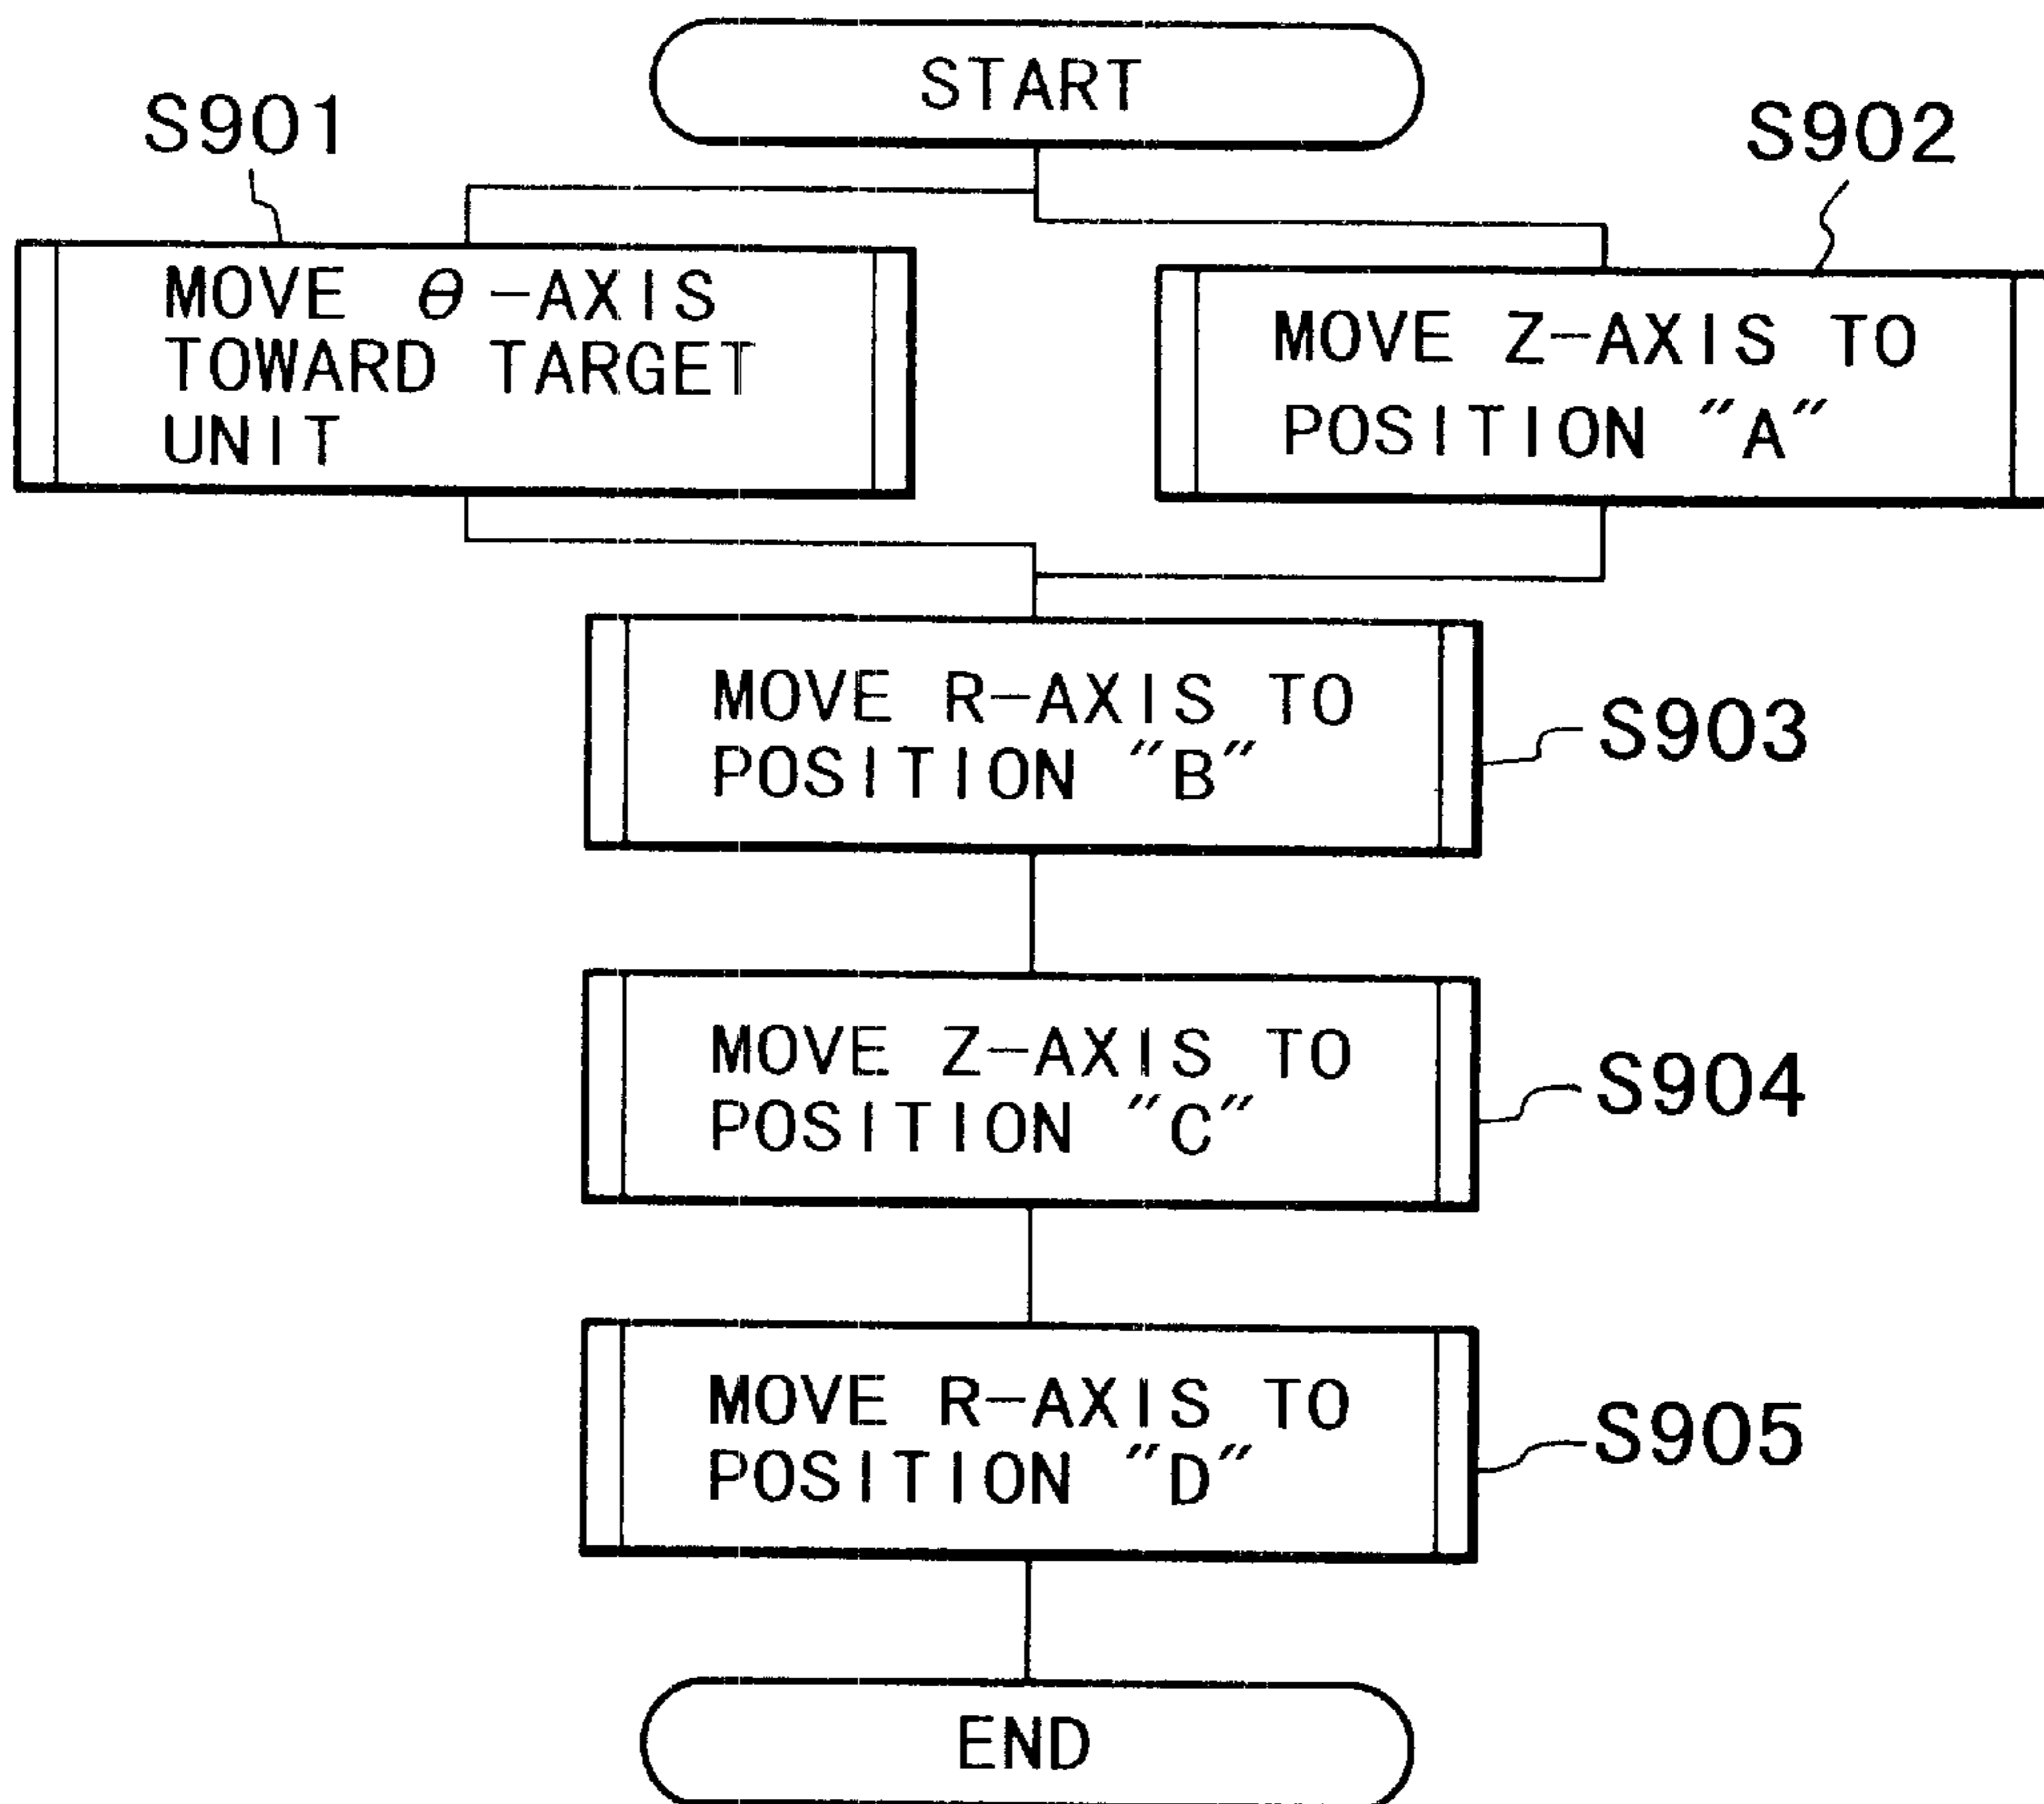 START
S901
S902
MOVE θ-AXIS
TOWARD TARGET
UNIT
MOVE Z-AXIS TO
POSITION "A"
MOVE R-AXIS TO
POSITION "B"
S903
MOVE Z-AXIS TO
POSITION "C"
S904
MOVE R-AXIS TO
POSITION "D"
S905
END